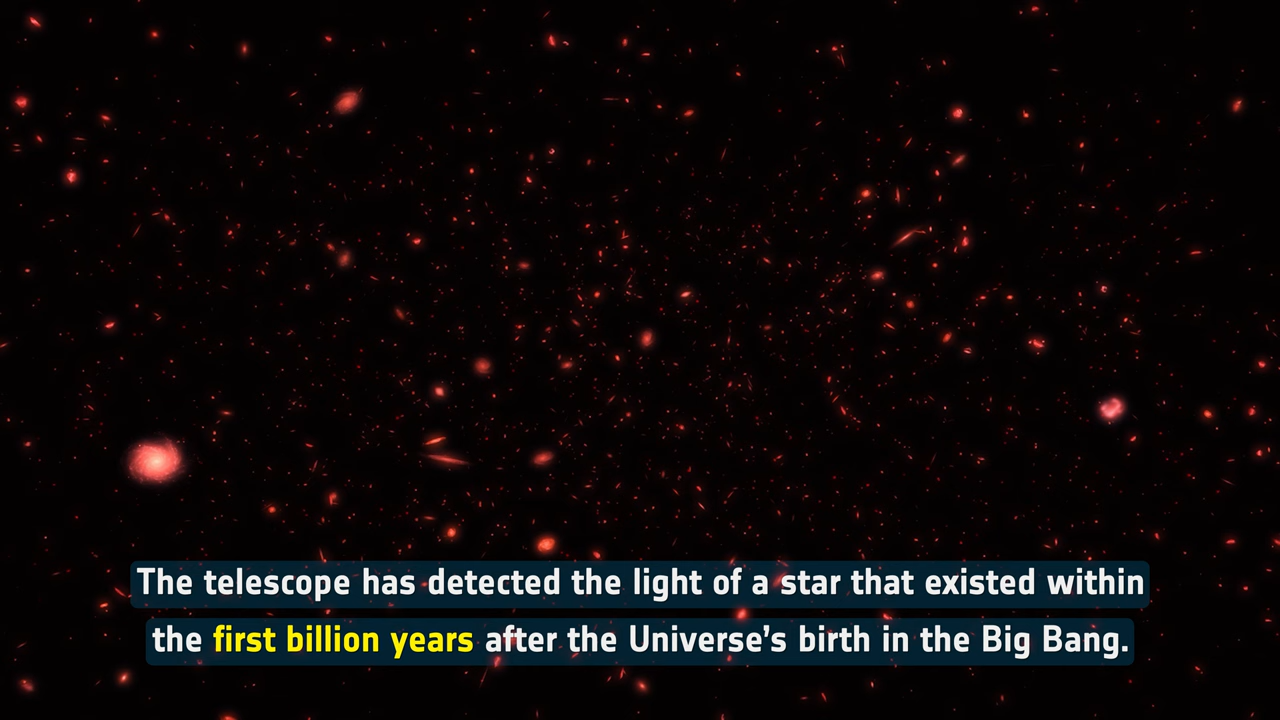 The telescope has detected the light of a star that existed within
the first billion years after the Universe’s birth in the Big Bang.